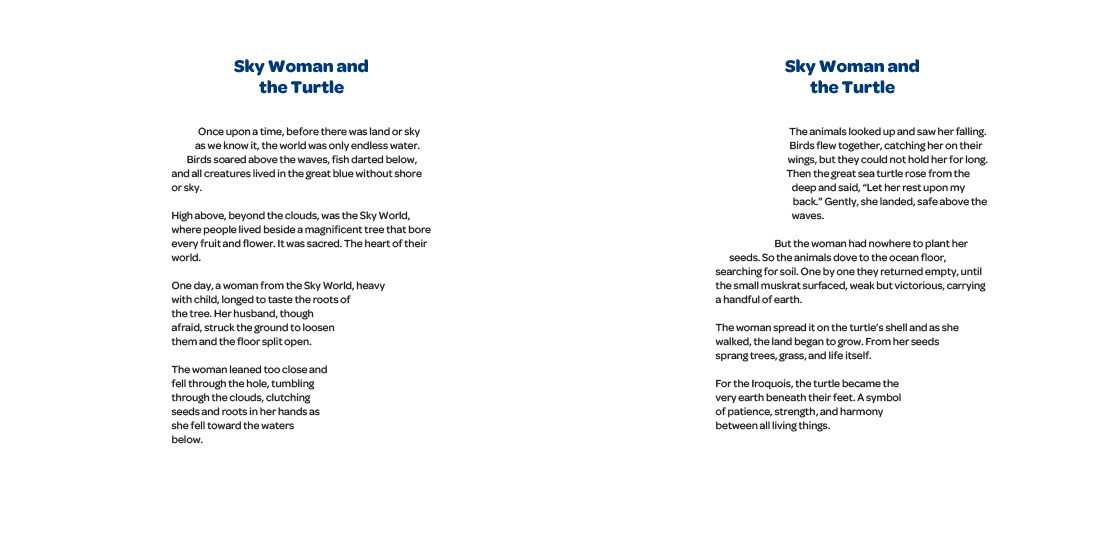 Sky Woman and
the Turtle
Once upon a time, before there was land or sky
as we know it, the world was only endless water.
Birds soared above the waves, fish darted below,
and all creatures lived in the great blue without shore
or sky.
High above, beyond the clouds, was the Sky World,
where people lived beside a magnificent tree that bore
every fruit and flower. It was sacred. The heart of their
world.
One day, a woman from the Sky World, heavy
with child, longed to taste the roots of
the tree. Her husband, though
afraid, struck the ground to loosen
them and the floor split open.
The woman leaned too close and
fell through the hole, tumbling
through the clouds, clutching
seeds and roots in her hands as
she fell toward the waters
below.
Sky Woman and
the Turtle
The animals looked up and saw her falling.
Birds flew together, catching her on their
wings, but they could not hold her for long.
Then the great sea turtle rose from the
deep and said, “Let her rest upon my
back.” Gently, she landed, safe above the
waves.
But the woman had nowhere to plant her
seeds. So the animals dove to the ocean floor,
searching for soil. One by one they returned empty, until
the small muskrat surfaced, weak but victorious, carrying
a handful of earth.
The woman spread it on the turtle’s shell and as she
walked, the land began to grow. From her seeds
sprang trees, grass, and life itself.
For the Iroquois, the turtle became the
very earth beneath their feet. A symbol
of patience, strength, and harmony
between all living things.